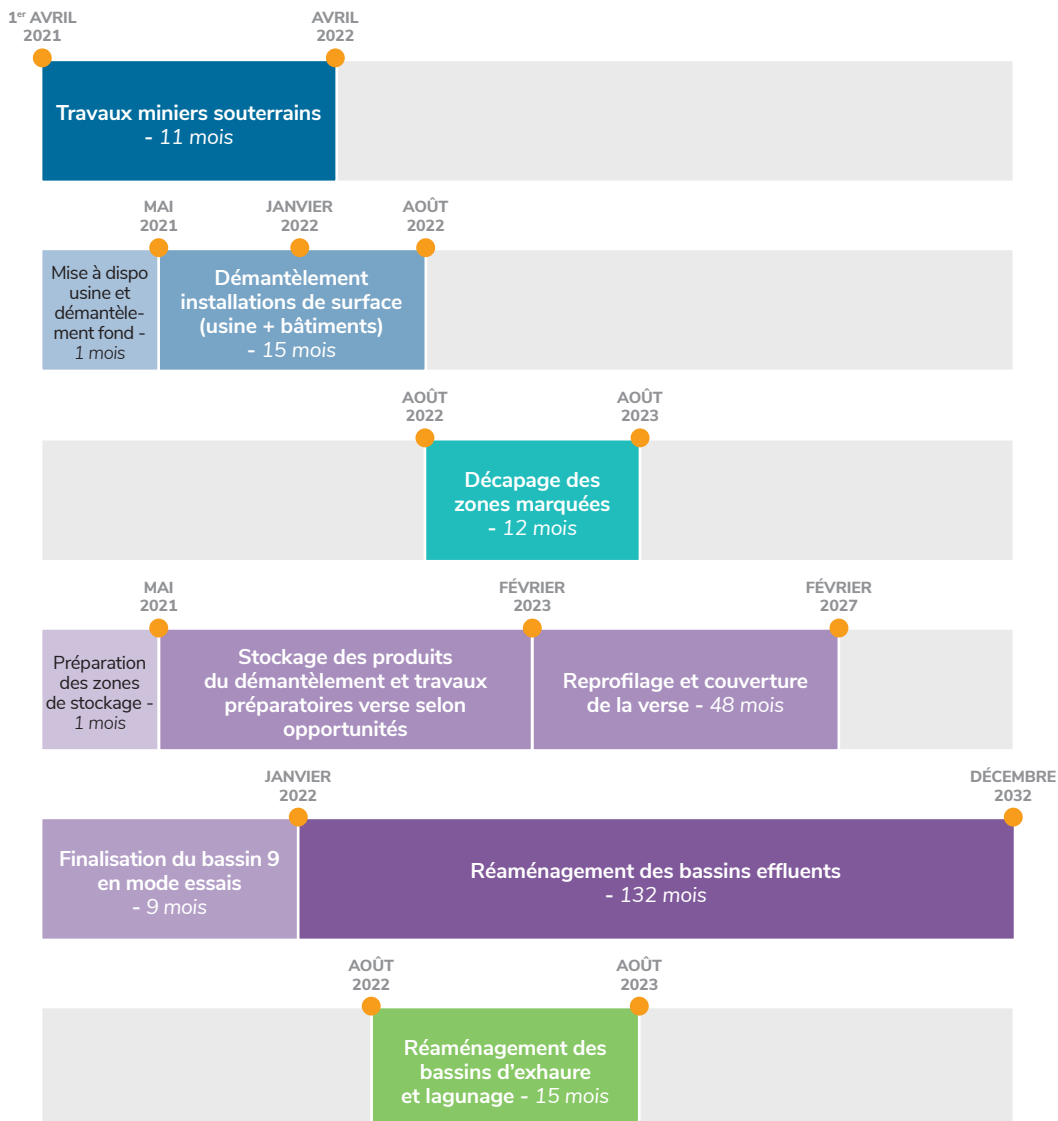 1er AVRIL
2021
AVRIL
2022
Travaux miniers souterrains
- 11 mois
MAI
2021
JANVIER
2022
AOÛT
2022
Mise à dispo
usine et
démantèle-
ment fond -
1 mois
Démantèlement
installations de surface
(usine + bâtiments)
- 15 mois
AOÛT
2022
AOÛT
2023
Décapage des
zones marquées
- 12 mois
MAI
2021
FÉVRIER
2023
FÉVRIER
2027
Préparation
des zones
de stockage -
1 mois
Stockage des produits
du démantèlement et travaux
préparatoires verse selon
opportunités
Reprofilage et couverture
de la verse - 48 mois
JANVIER
2022
DÉCEMBRE
2032
Finalisation du bassin 9
en mode essais
- 9 mois
Réaménagement des bassins effluents
- 132 mois
AOÛT
2022
AOÛT
2023
Réaménagement des
bassins d’exhaure
et lagunage - 15 mois